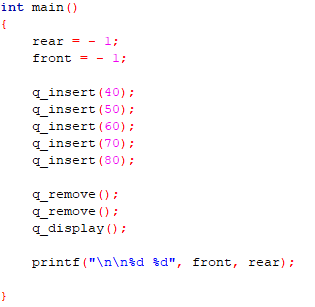 int main()
{
rear = - 1;
front = - 1;
q_insert(40);
q_insert(50);
q_insert(60);
q_insert(70);
q_insert(80);
q_remove();
q_remove();
q_display();
printf("\n\n%d %d", front, rear);
}